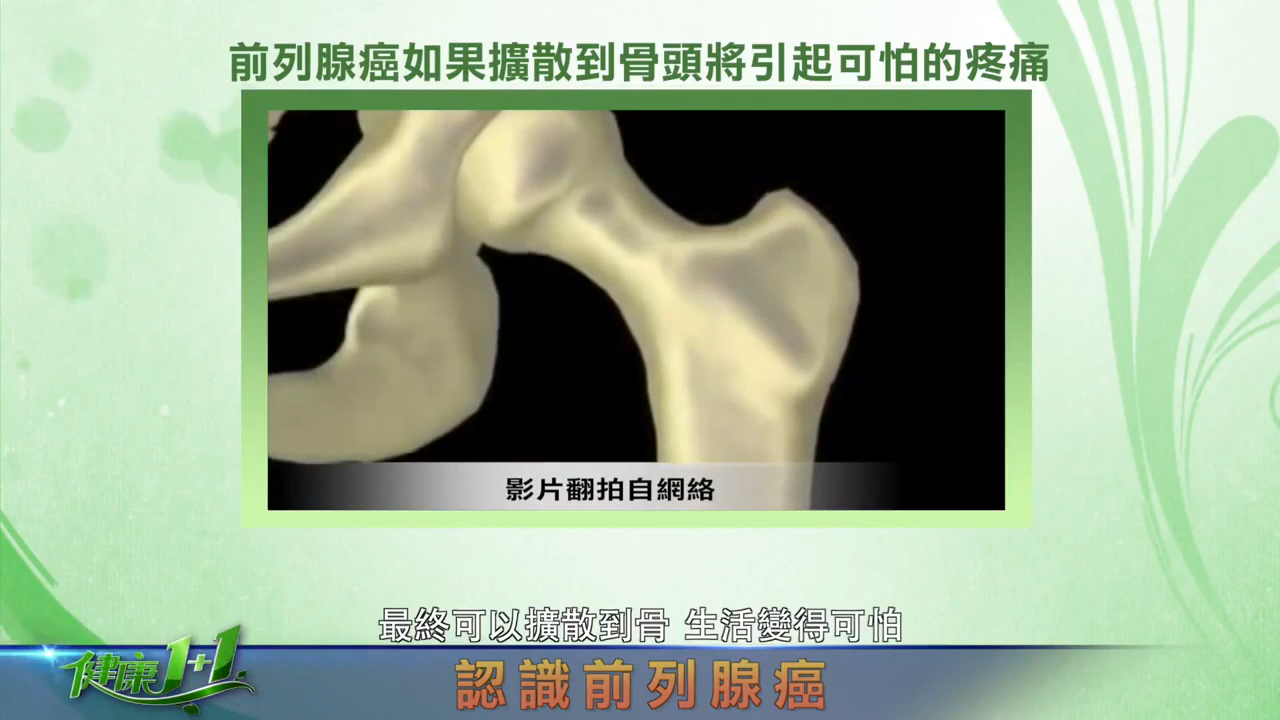 前列腺癌如果擴散到骨頭將引起可怕的疼痛
影片翻拍自網絡
最終可以擴散到骨 生活變得可怕
健康1+1
認識前列腺癌